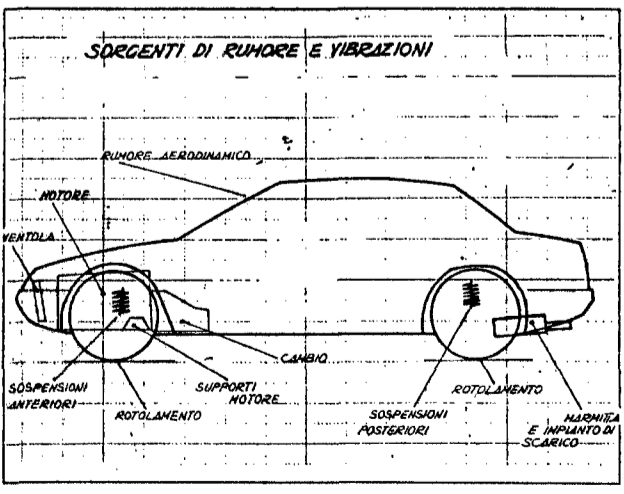 SORGENTI DI RUMORE E VIBRAZIONI
RUMORE AERODINAMICO
MOTORE
VENTOLA
CAMBIO
SOSPENSIONI
ANTERIORI
SUPPORTI
MOTORE
ROTOLAMENTO
SOSPENSIONI
POSTERIORI
ROTOLAMENTO
MARMITTA
E IMPIANTO DI
SCARICO